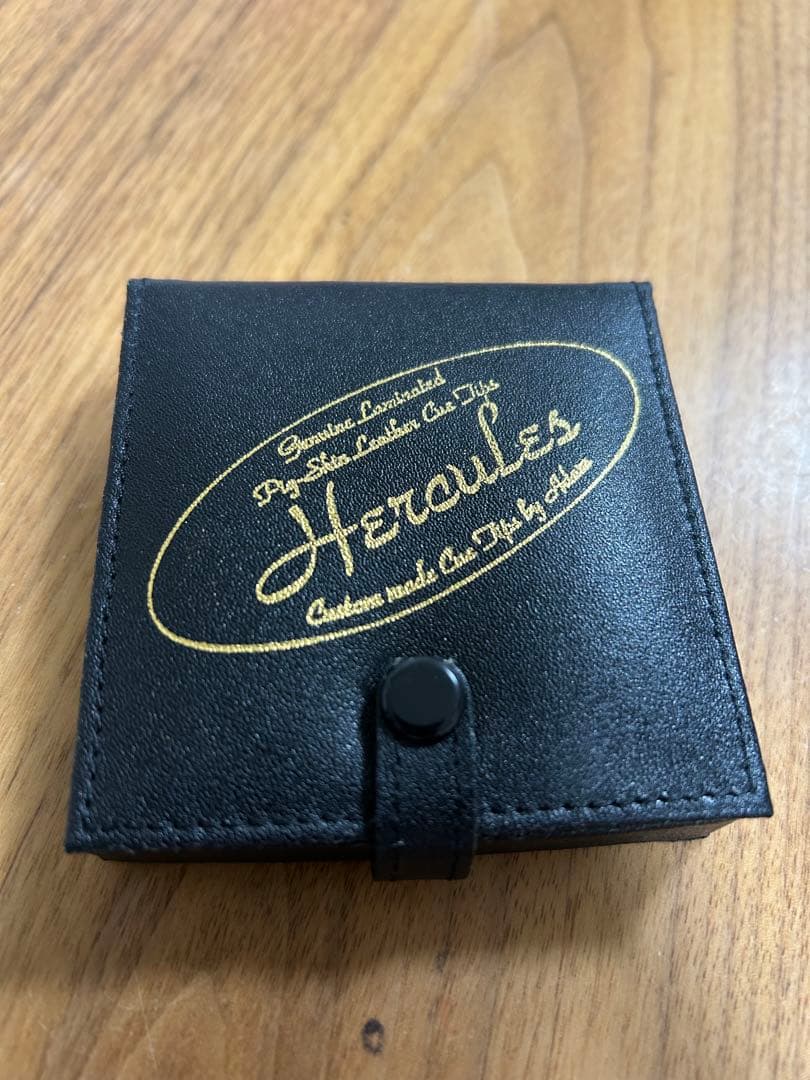 Genuine Laminated
Pig-Skin Leather Cue Tips
Hercules
Custom made Cue Tips by Adam